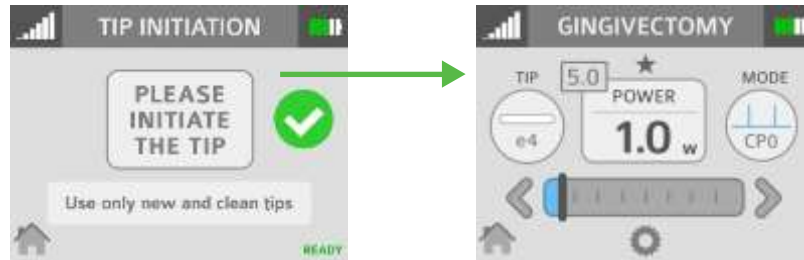 TIP INITIATION
PLEASE
INITIATE
THE TIP
Use only new and clean tips
READY
GINGIVECTOMY
TIP
5.0
POWER
MODE
e4
1.0 w
CP0